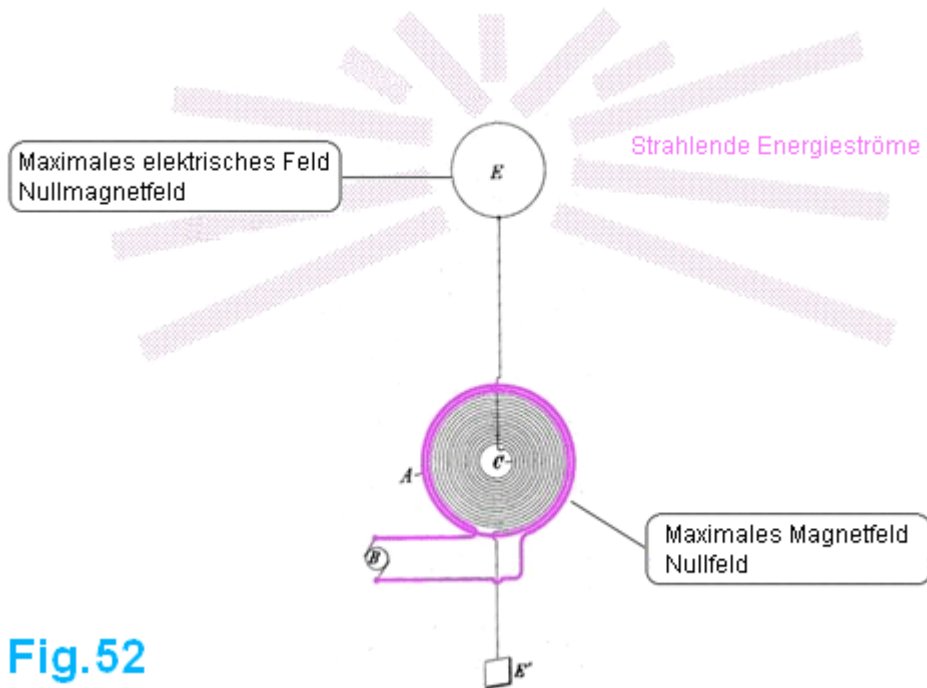 Maximales elektrisches Feld
Nullmagnetfeld
E
Strahlende Energieströme
A
C
B
Maximales Magnetfeld
Nullfeld
Fig.52
E'